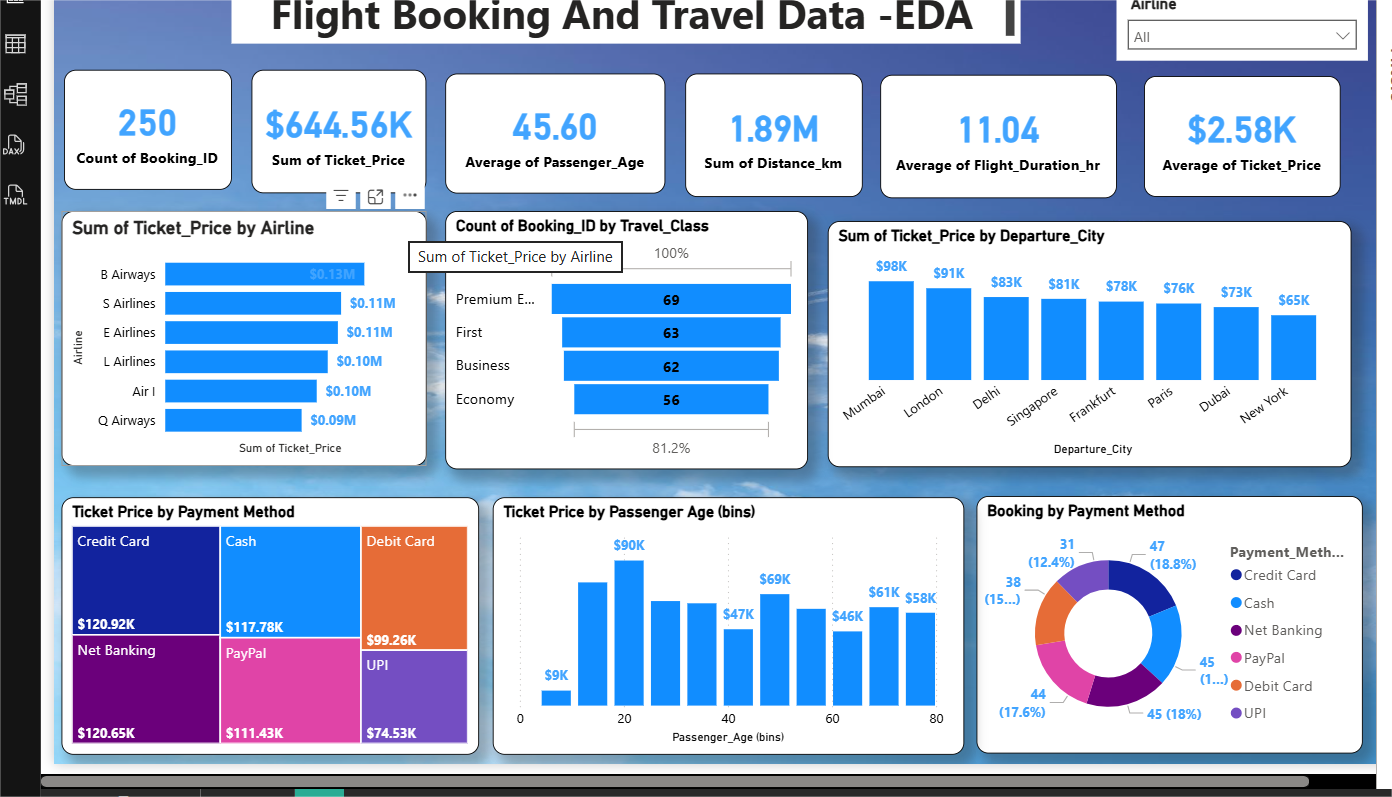 Flight Booking And Travel Data -EDA
Airline
All
DAX
TMDL
250
Count of Booking_ID
$644.56K
Sum of Ticket_Price
45.60
Average of Passenger_Age
1.89M
Sum of Distance_km
11.04
Average of Flight_Duration_hr
$2.58K
Average of Ticket_Price
Sum of Ticket_Price by Airline
Airline
B Airways $0.13M
S Airlines $0.11M
E Airlines $0.11M
L Airlines $0.10M
Air I $0.10M
Q Airways $0.09M
Sum of Ticket_Price
Sum of Ticket_Price by Airline
Count of Booking_ID by Travel_Class
100%
Premium E... 69
First 63
Business 62
Economy 56
81.2%
Sum of Ticket_Price by Departure_City
$98K $91K $83K $81K $78K $76K $73K $65K
Mumbai London Delhi Singapore Frankfurt Paris Dubai New York
Departure_City
Ticket Price by Payment Method
Credit Card
$120.92K
Cash
$117.78K
Debit Card
$99.26K
Net Banking
$120.65K
PayPal
$111.43K
UPI
$74.53K
Ticket Price by Passenger Age (bins)
$9K $90K $47K $69K $46K $61K $58K
0 20 40 60 80
Passenger_Age (bins)
Booking by Payment Method
47
(18.8%)
45
(1...)
45 (18%)
44
(17.6%)
38
(15...)
31
(12.4%)
Payment_Meth...
Credit Card
Cash
Net Banking
PayPal
Debit Card
UPI